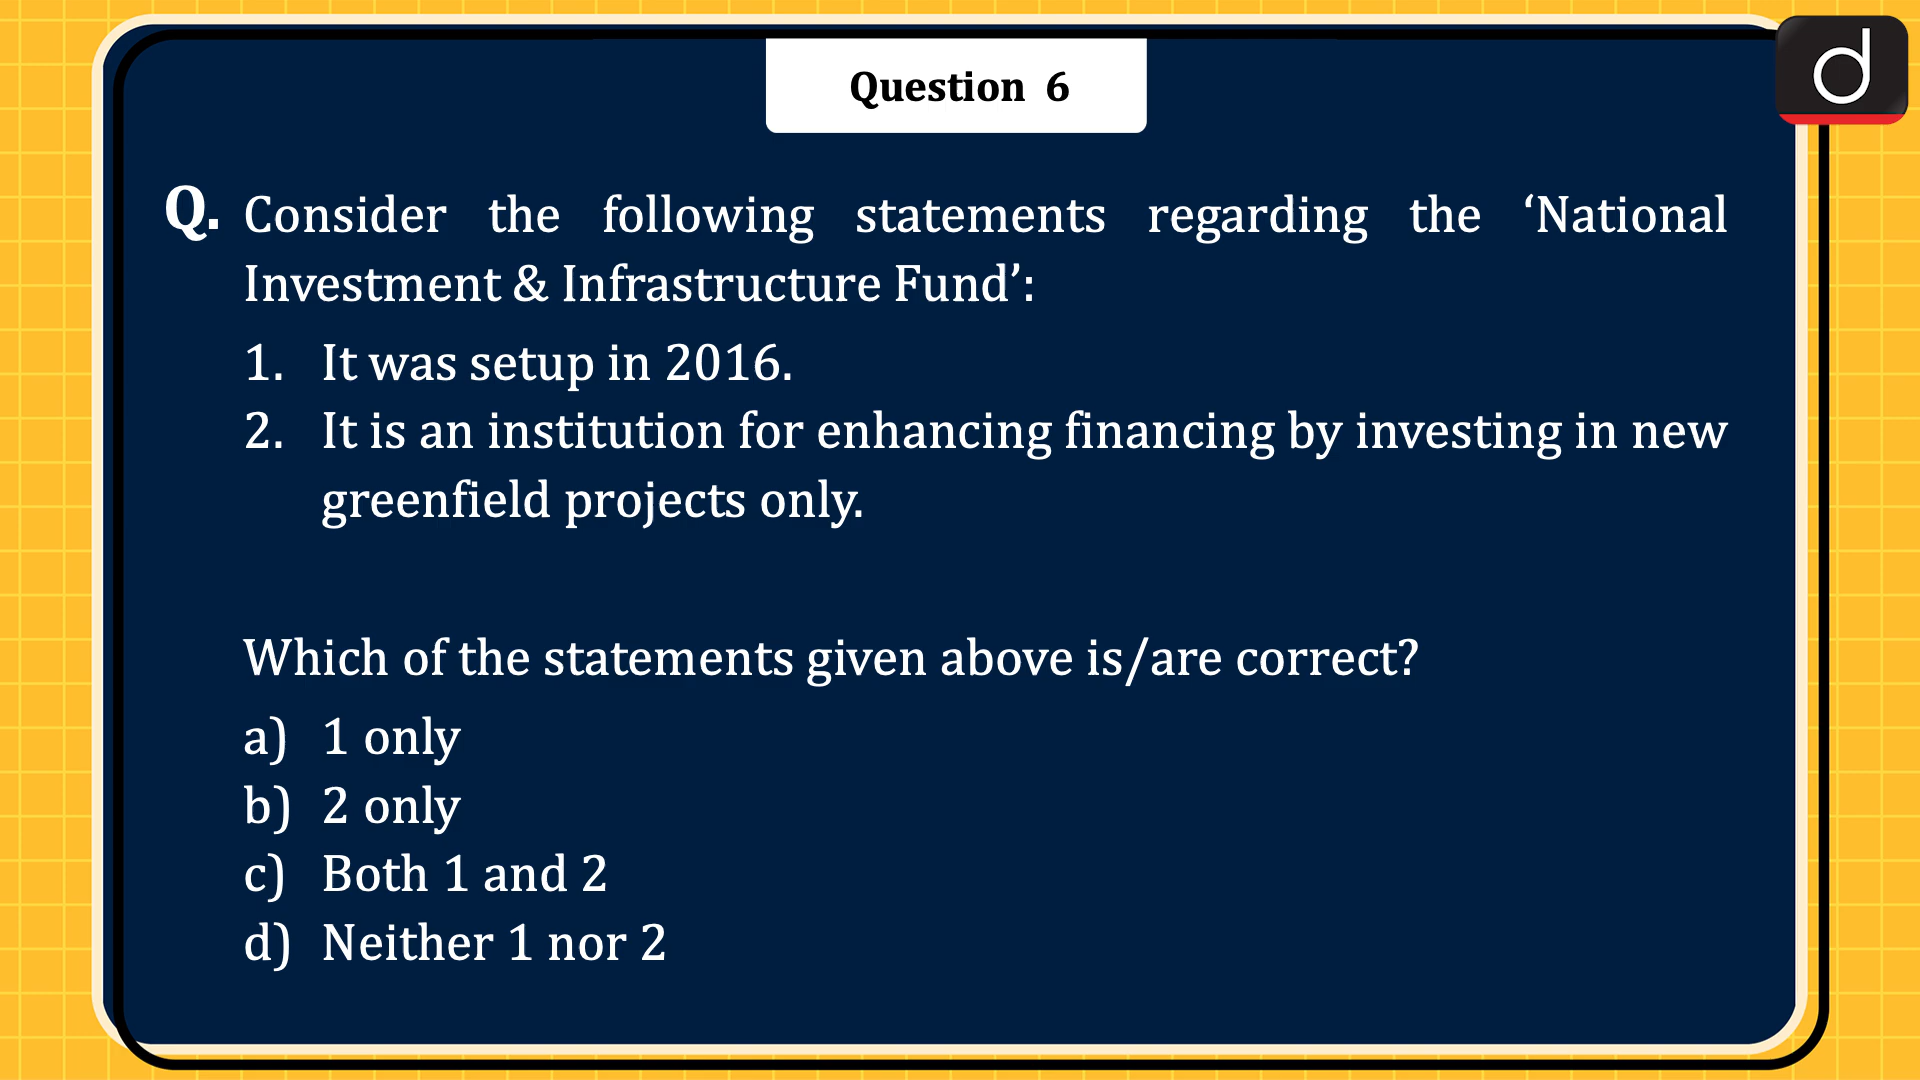 Question 6
Q. Consider the following statements regarding the ‘National
Investment & Infrastructure Fund’:
1. It was setup in 2016.
2. It is an institution for enhancing financing by investing in new
greenfield projects only.
Which of the statements given above is/are correct?
a) 1 only
b) 2 only
c) Both 1 and 2
d) Neither 1 nor 2